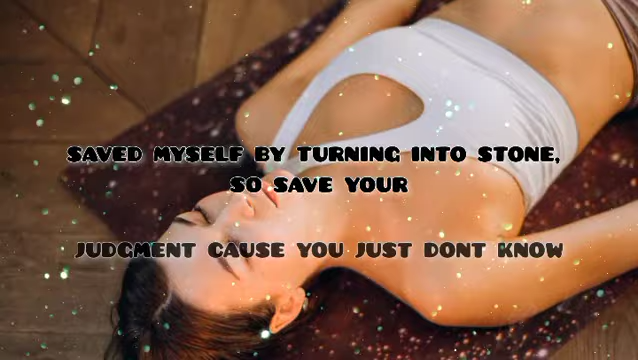 SAVED MYSELF BY TURNING INTO STONE,
SO SAVE YOUR
JUDGMENT CAUSE YOU JUST DONT KNOW